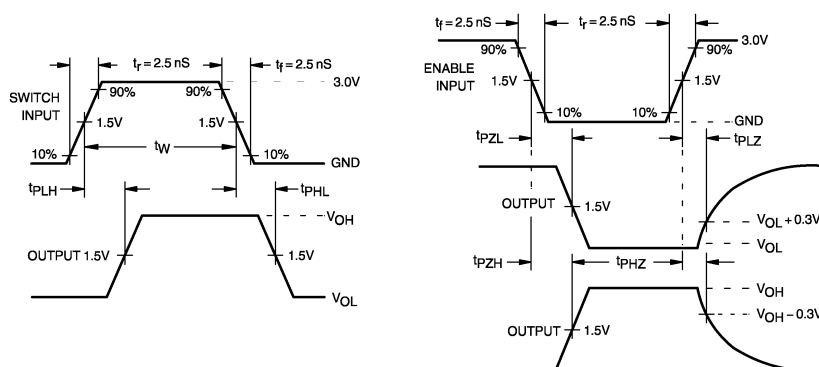 tr = 2.5 nS
tf = 2.5 nS
SWITCH
INPUT
90%
90%
3.0V
1.5V
1.5V
10%
tW
10%
GND
tPLH
tPHL
VOH
OUTPUT
1.5V
1.5V
VOL
tf = 2.5 nS
tr = 2.5 nS
90%
90%
3.0V
ENABLE
INPUT
1.5V
1.5V
10%
10%
GND
tPZL
tPLZ
OUTPUT
1.5V
VOL + 0.3V
VOL
tPZH
tPHZ
VOH
VOH – 0.3V
OUTPUT
1.5V